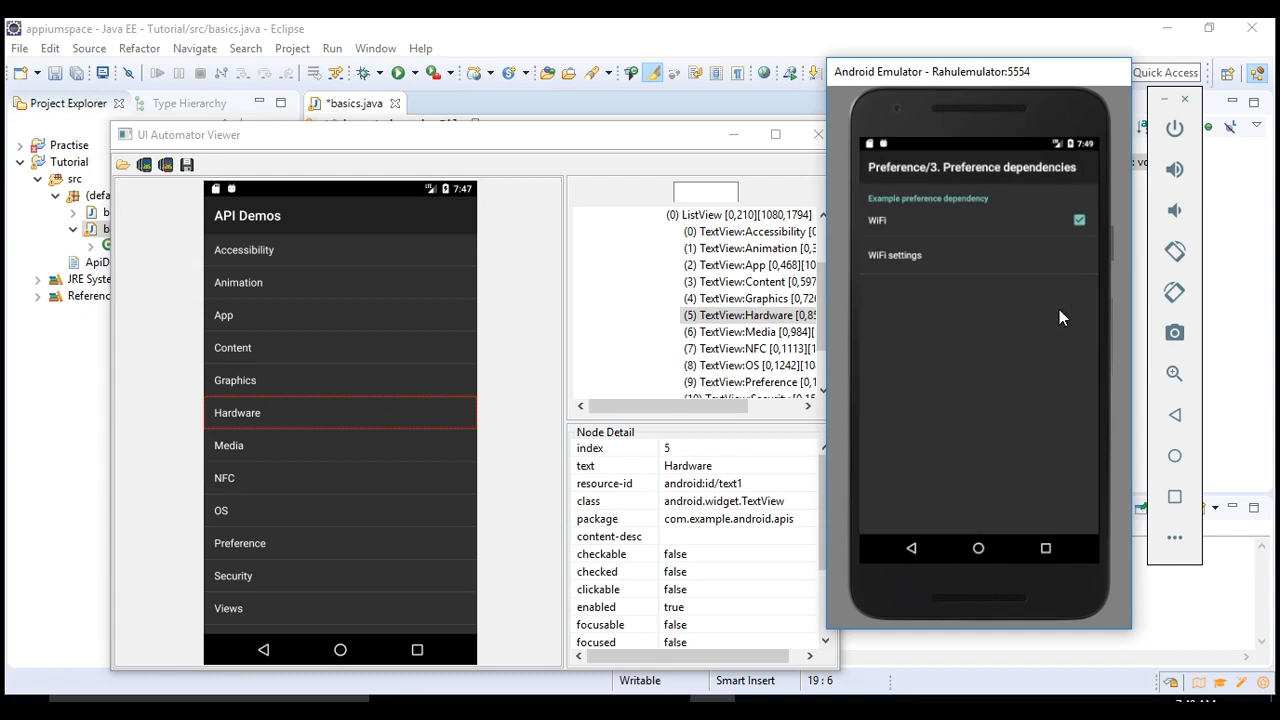 appiumspace - Java EE - Tutorial/src/basics.java - Eclipse
File Edit Source Refactor Navigate Search Project Run Window Help
Quick Access
Project Explorer
Type Hierarchy
*basics.java
Praktise
Tutorial
src
(defa
b
b
ApiD
JRE Syste
Reference
UI Automator Viewer
7:47
API Demos
Accessibility
Animation
App
Content
Graphics
Hardware
Media
NFC
OS
Preference
Security
Views
(0) ListView [0,210][1080,1794]
(0) TextView:Accessibility [0,
(1) TextView:Animation [0,3
(2) TextView:App [0,468][10
(3) TextView:Content [0,597
(4) TextView:Graphics [0,726
(5) TextView:Hardware [0,85
(6) TextView:Media [0,984][
(7) TextView:NFC [0,1113][1
(8) TextView:OS [0,1242][10
(9) TextView:Preference [0,1
Node Detail
index 5
text Hardware
resource-id android:id/text1
class android.widget.TextView
package com.example.android.apis
content-desc
checkable false
checked false
clickable false
enabled true
focusable false
focused false
Android Emulator - Rahulemulator:5554
7:49
Preference/3. Preference dependencies
Example preference dependency
WiFi
WiFi settings
Writable Smart Insert 19 : 6